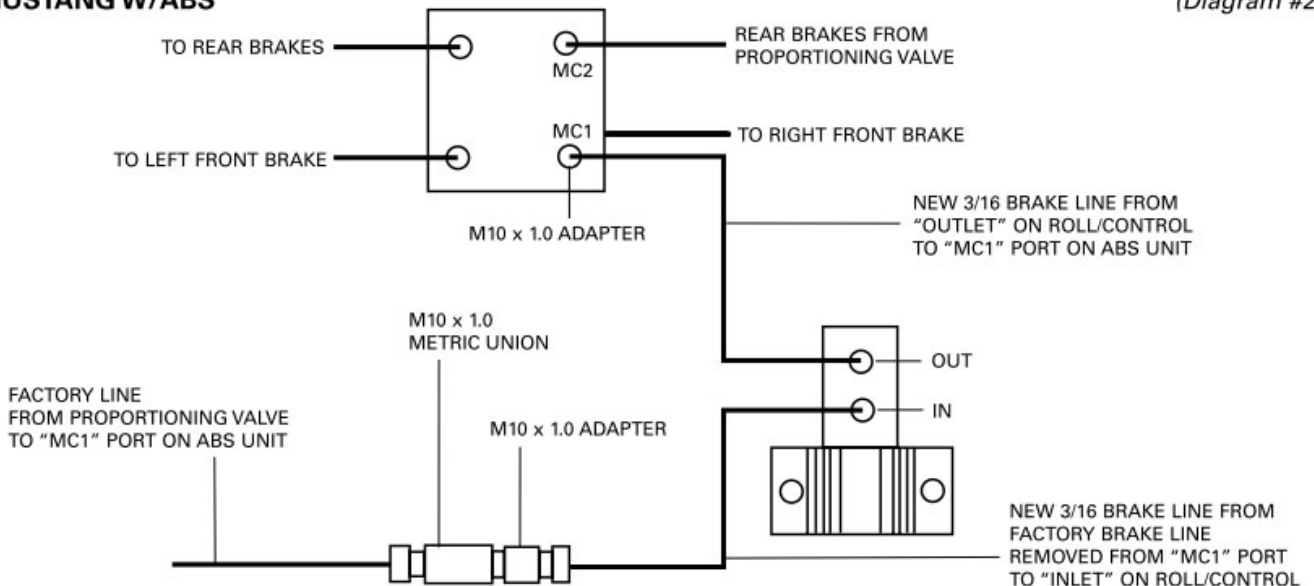 MUSTANG W/ABS
(Diagram #2
TO REAR BRAKES
REAR BRAKES FROM
PROPORTIONING VALVE
MC2
MC1
TO RIGHT FRONT BRAKE
TO LEFT FRONT BRAKE
M10 x 1.0 ADAPTER
NEW 3/16 BRAKE LINE FROM
“OUTLET” ON ROLL/CONTROL
TO “MC1” PORT ON ABS UNIT
M10 x 1.0
METRIC UNION
OUT
IN
FACTORY LINE
FROM PROPORTIONING VALVE
TO “MC1” PORT ON ABS UNIT
M10 x 1.0 ADAPTER
NEW 3/16 BRAKE LINE FROM
FACTORY BRAKE LINE
REMOVED FROM “MC1” PORT
TO “INLET” ON ROLL/CONTROL